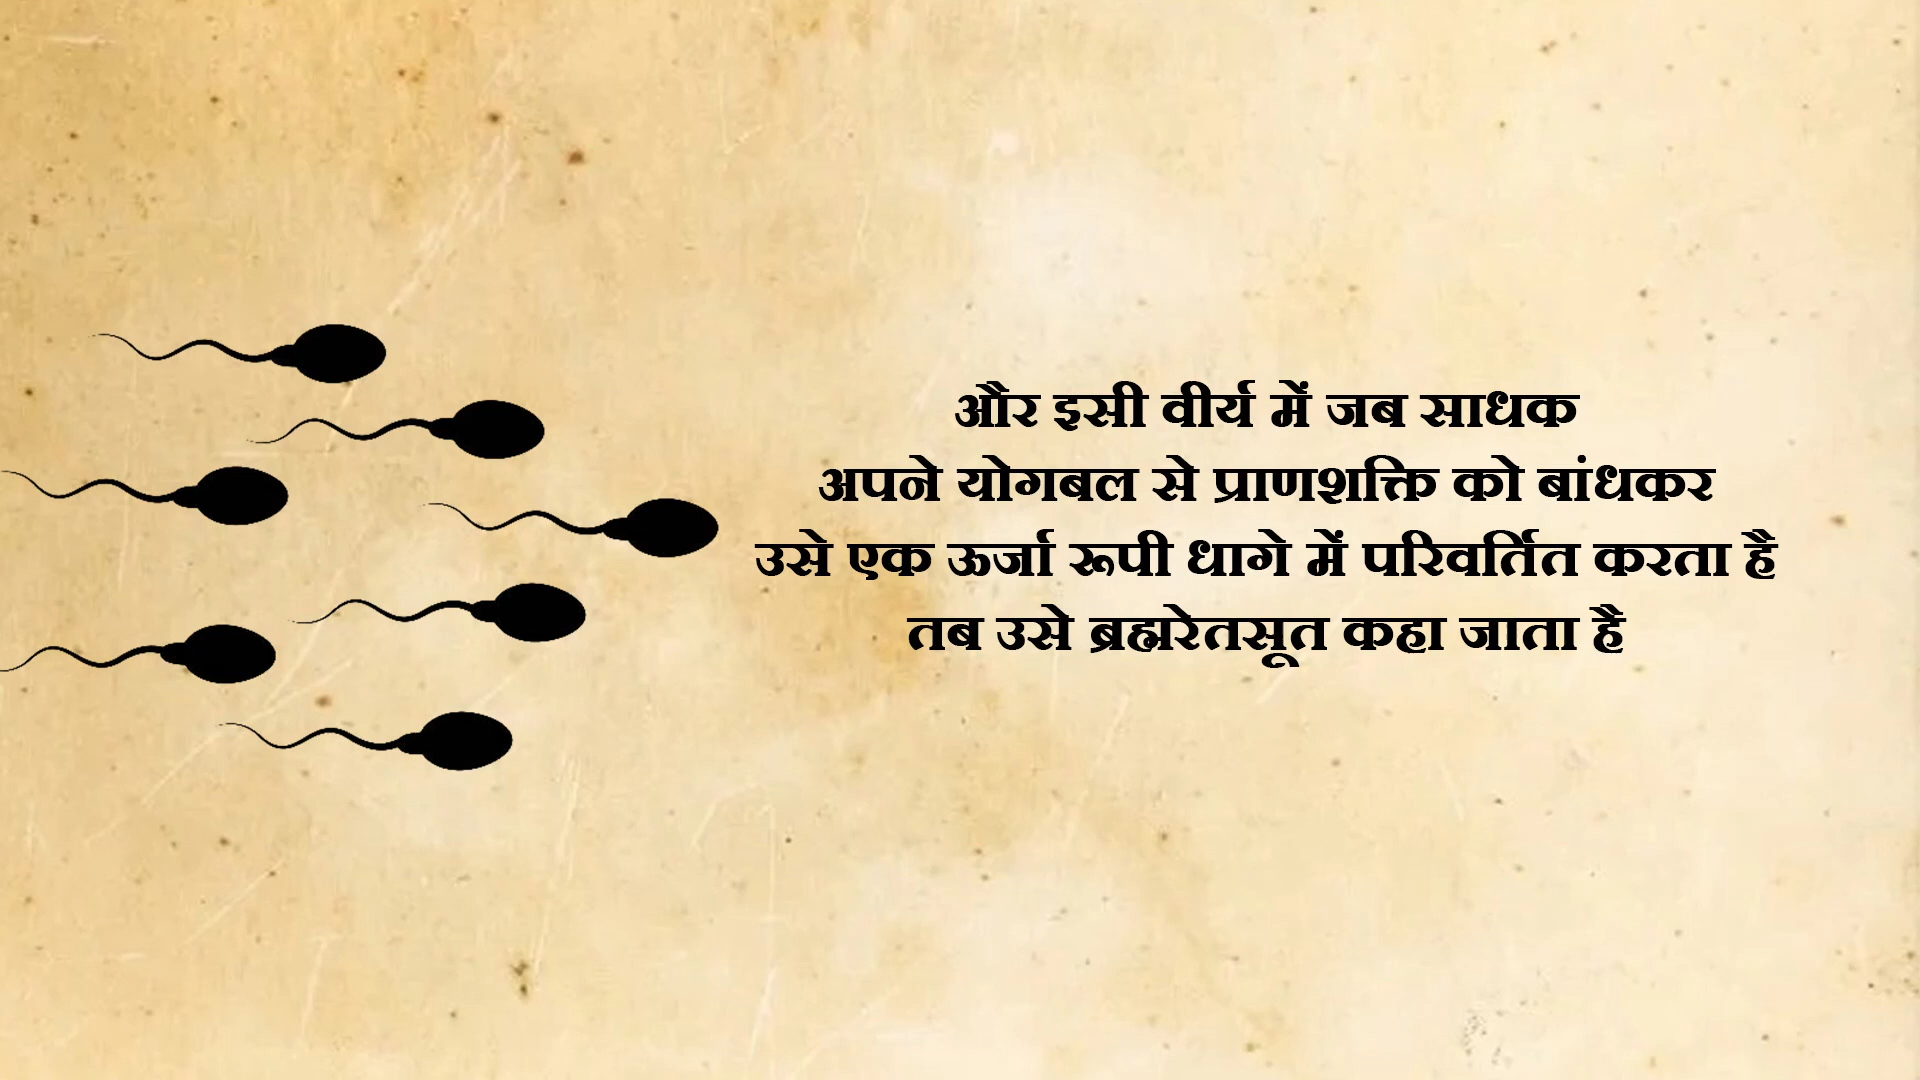 और इसी वीर्य में जब साधक
अपने योगबल से प्राणशक्ति को बांधकर
उसे एक ऊर्जा रूपी धागे में परिवर्तित करता है
तब उसे ब्रह्मरेतसूत कहा जाता है